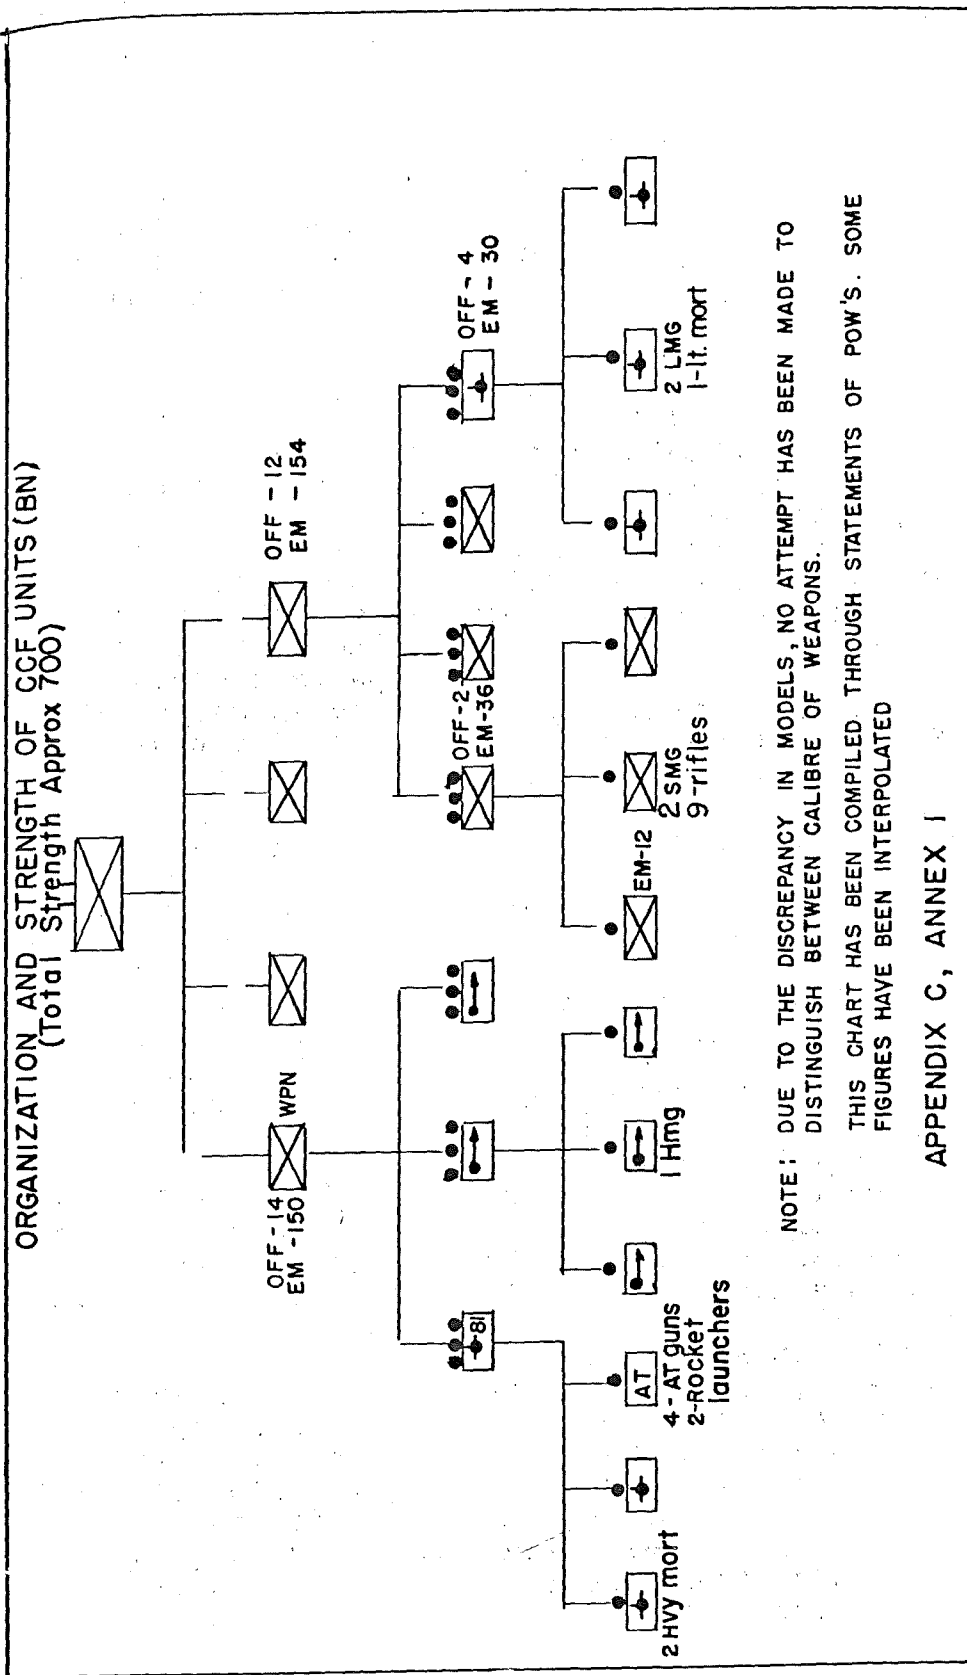 ORGANIZATION AND STRENGTH OF CCF UNITS (BN)
(Total Strength Approx 700)
OFF-14
EM-150
WPN
OFF-12
EM-154
81
OFF-2
EM-36
OFF-4
EM-30
2 Hvy mort
AT
4-AT guns
2-Rocket
launchers
1 Hmg
EM-12
2 SMG
9-rifles
2 LMG
1-lt. mort
NOTE: DUE TO THE DISCREPANCY IN MODELS, NO ATTEMPT HAS BEEN MADE TO
DISTINGUISH BETWEEN CALIBRE OF WEAPONS.
THIS CHART HAS BEEN COMPILED THROUGH STATEMENTS OF POW'S. SOME
FIGURES HAVE BEEN INTERPOLATED
APPENDIX C, ANNEX 1